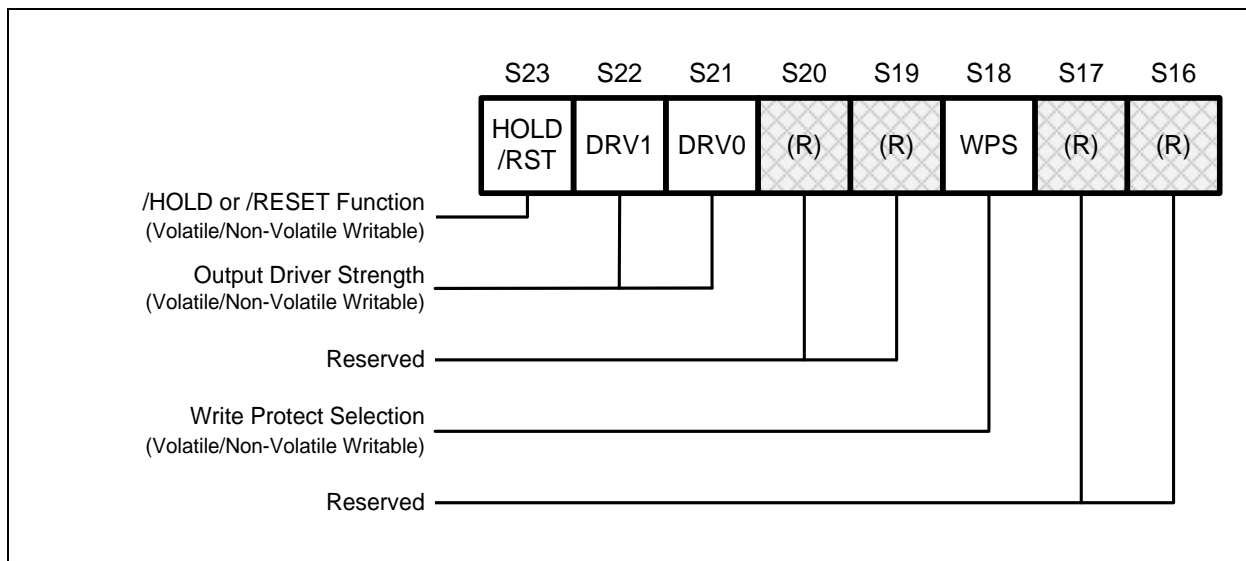 S23 S22 S21 S20 S19 S18 S17 S16
HOLD
/RST DRV1 DRV0 (R) (R) WPS (R) (R)
/HOLD or /RESET Function
(Volatile/Non-Volatile Writable)
Output Driver Strength
(Volatile/Non-Volatile Writable)
Reserved
Write Protect Selection
(Volatile/Non-Volatile Writable)
Reserved